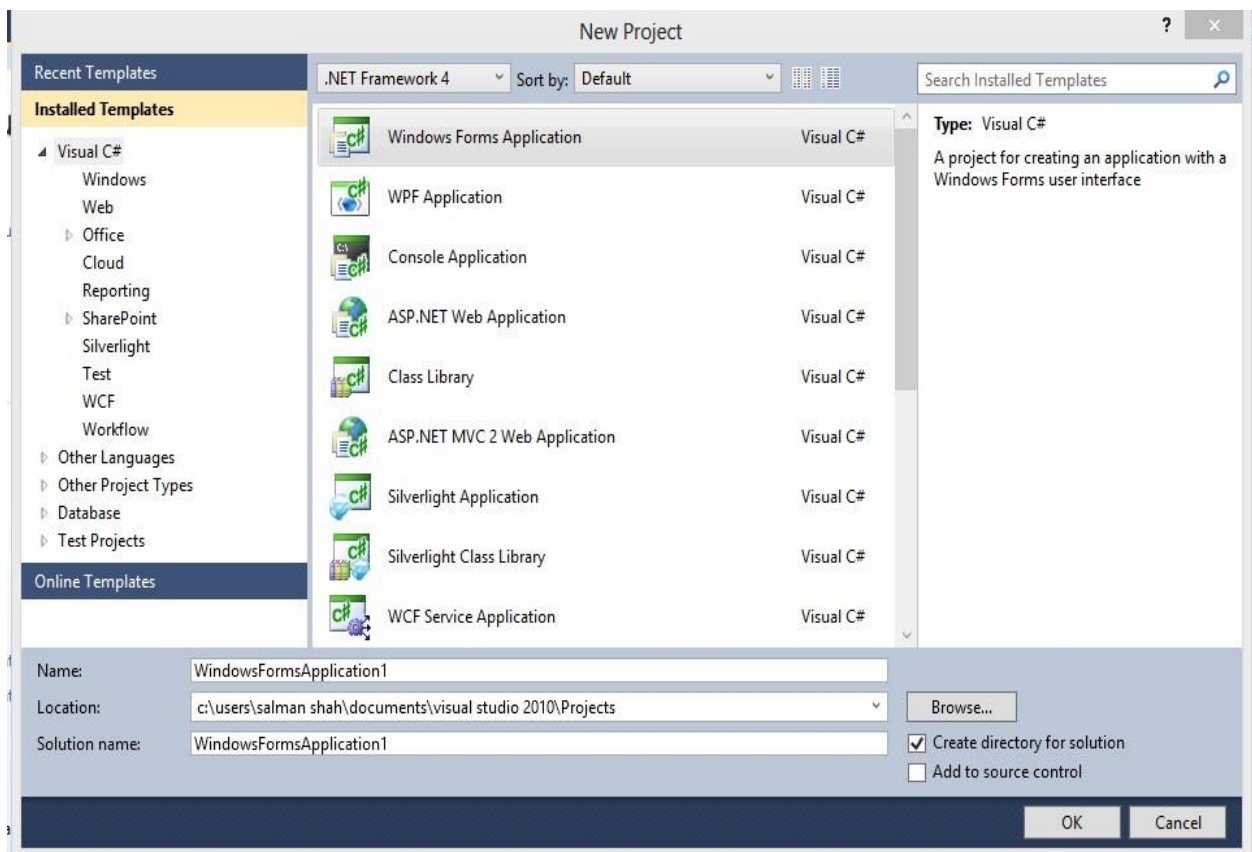 New Project
?
Recent Templates
Installed Templates
Visual C#
Windows
Web
Office
Cloud
Reporting
SharePoint
Silverlight
Test
WCF
Workflow
Other Languages
Other Project Types
Database
Test Projects
Online Templates
.NET Framework 4 Sort by: Default
Windows Forms Application Visual C#
WPF Application Visual C#
Console Application Visual C#
ASP.NET Web Application Visual C#
Class Library Visual C#
ASP.NET MVC 2 Web Application Visual C#
Silverlight Application Visual C#
Silverlight Class Library Visual C#
WCF Service Application Visual C#
Search Installed Templates
Type: Visual C#
A project for creating an application with a
Windows Forms user interface
Name: WindowsFormsApplication1
Location: c:\users\salman shah\documents\visual studio 2010\Projects
Browse...
Solution name: WindowsFormsApplication1
Create directory for solution
Add to source control
OK Cancel